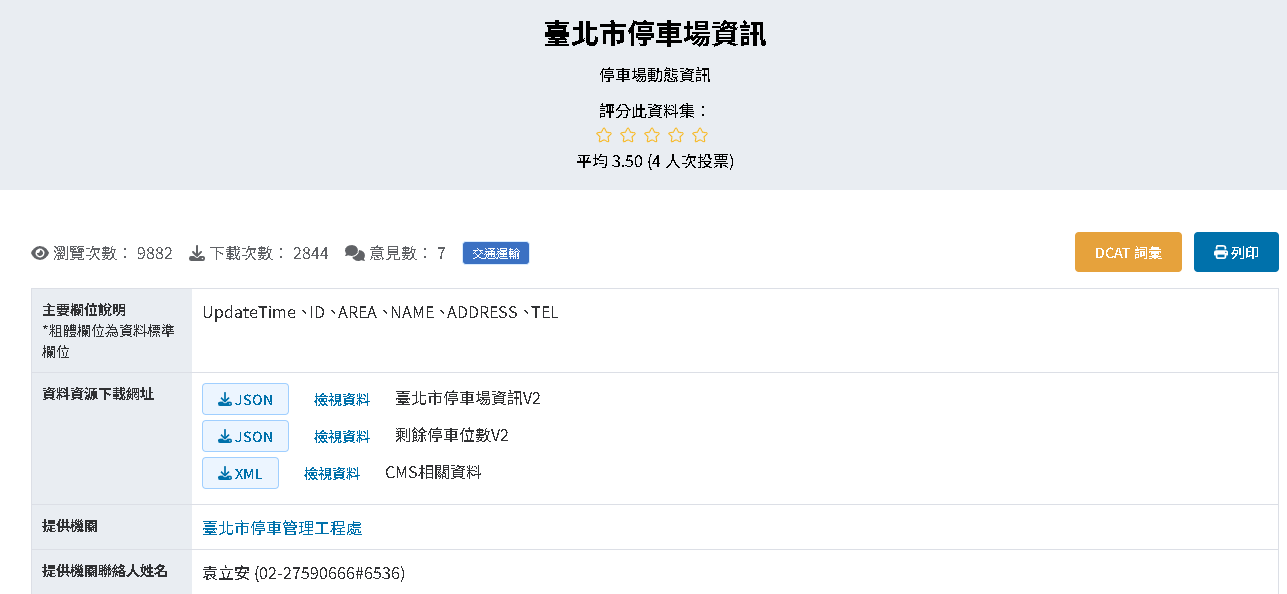 臺北市停車場資訊
停車場動態資訊
評分此資料集：
平均 3.50 (4 人次投票)
瀏覽次數： 9882 下載次數： 2844 意見數： 7 交通運輸 DCAT 詞彙 列印
主要欄位說明
*粗體欄位為資料標準
欄位
UpdateTime、ID、AREA、NAME、ADDRESS、TEL
資料資源下載網址
JSON 檢視資料 臺北市停車場資訊V2
JSON 檢視資料 剩餘停車位數V2
XML 檢視資料 CMS相關資料
提供機關 臺北市停車管理工程處
提供機關聯絡人姓名 袁立安 (02-27590666#6536)